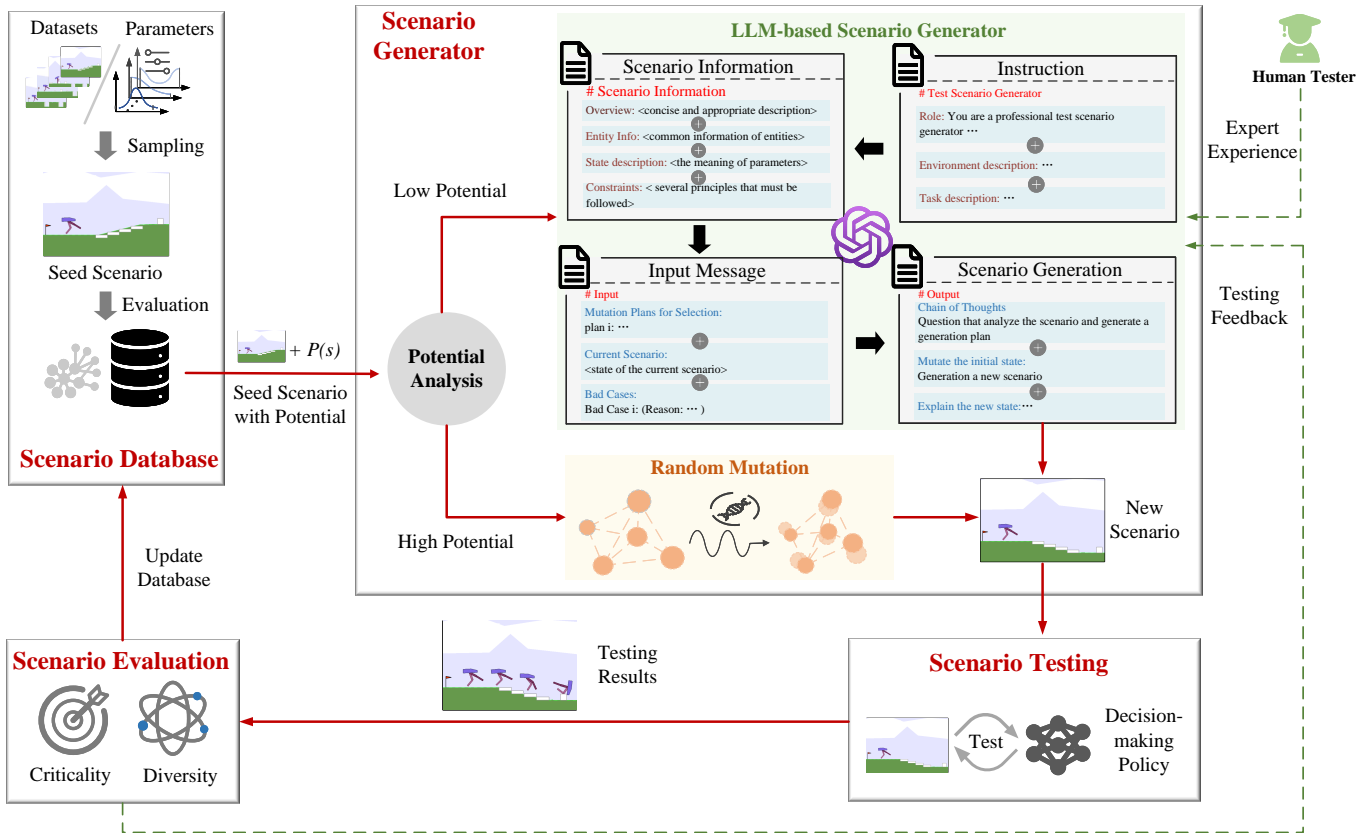 Datasets
Parameters
Sampling
Seed Scenario
Evaluation
Scenario Database
+ P(s)
Seed Scenario
with Potential
Update
Database
Scenario
Generator
Potential
Analysis
Low Potential
High Potential
LLM-based Scenario Generator
Scenario Information
# Scenario Information
Overview: <concise and appropriate description>
+
Entity Info: <common information of entities>
+
State description: <the meaning of parameters>
+
Constraints: < several principles that must be
followed>
Instruction
# Test Scenario Generator
Role: You are a professional test scenario
generator ···
+
Environment description: ···
+
Task description: ···
Input Message
# Input
Mutation Plans for Selection:
plan i: ···
+
Current Scenario:
<state of the current scenario>
+
Bad Cases:
Bad Case i: (Reason: ··· )
Scenario Generation
# Output
Chain of Thoughts
Question that analyze the scenario and generate a
generation plan
+
Mutate the initial state:
Generation a new scenario
+
Explain the new state:···
Random Mutation
New
Scenario
Human Tester
Expert
Experience
Testing
Feedback
Scenario Testing
Test
Decision-
making
Policy
Testing
Results
Scenario Evaluation
Criticality
Diversity